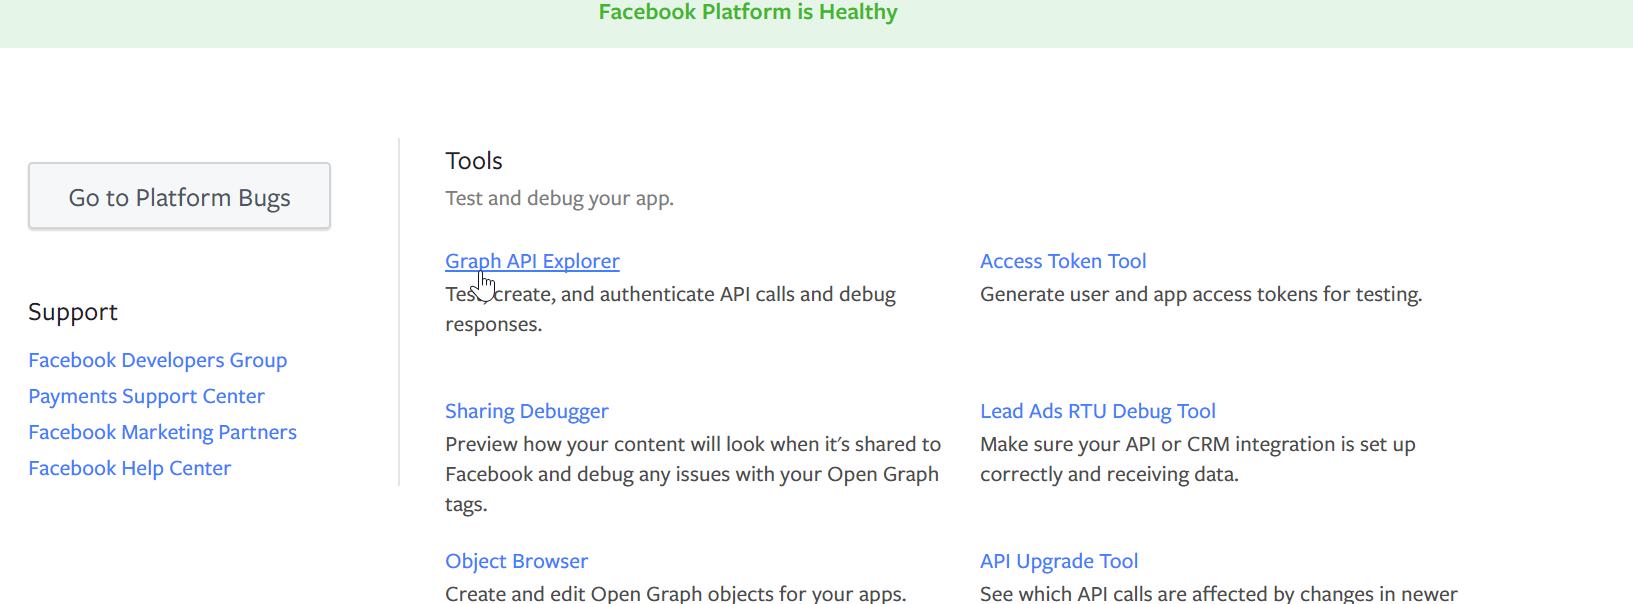 Facebook Platform is Healthy
Go to Platform Bugs
Support
Facebook Developers Group
Payments Support Center
Facebook Marketing Partners
Facebook Help Center
Tools
Test and debug your app.
Graph API Explorer
Test, create, and authenticate API calls and debug
responses.
Access Token Tool
Generate user and app access tokens for testing.
Sharing Debugger
Preview how your content will look when it's shared to
Facebook and debug any issues with your Open Graph
tags.
Lead Ads RTU Debug Tool
Make sure your API or CRM integration is set up
correctly and receiving data.
Object Browser
Create and edit Open Graph objects for your apps.
API Upgrade Tool
See which API calls are affected by changes in newer